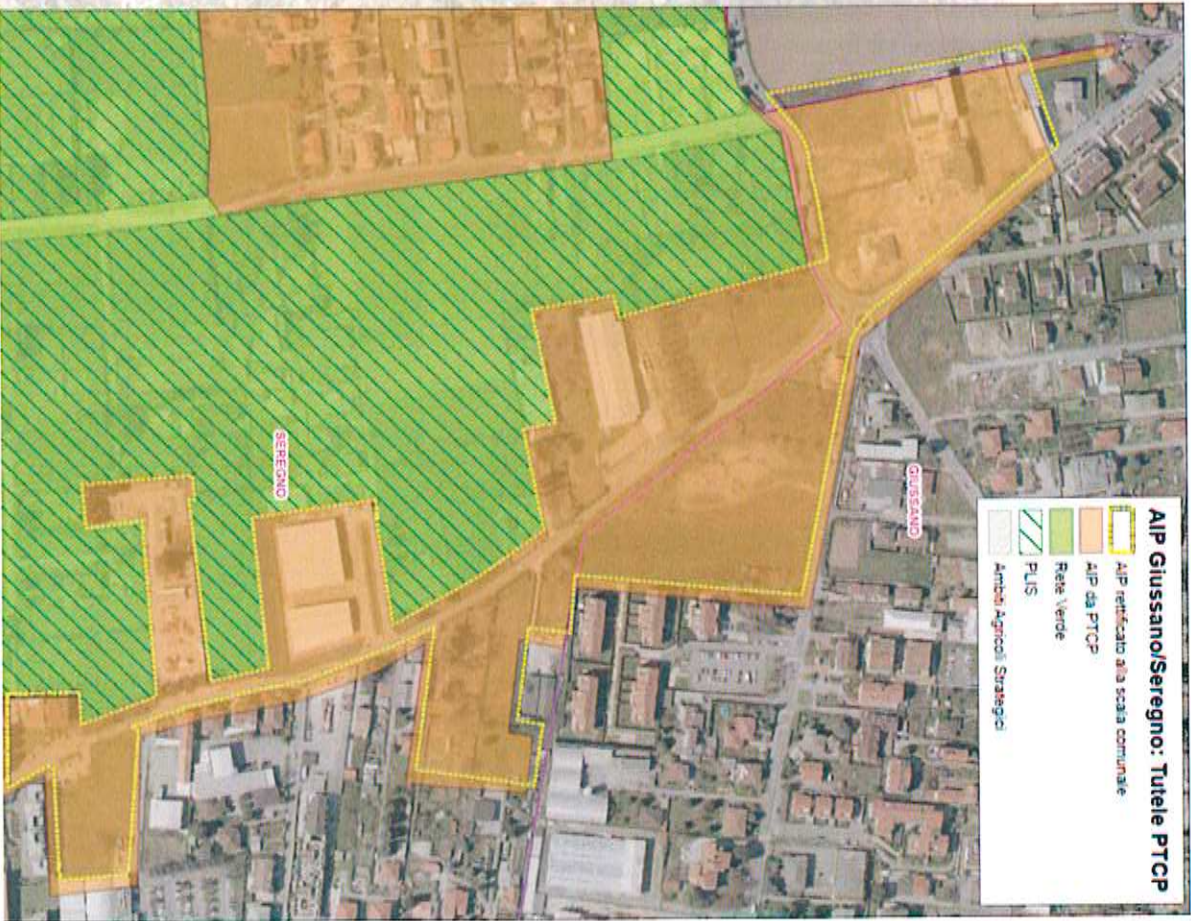 AIP Giussano/Seregno: Tutele PTCP
AIP rettificato alla scala comunale
AIP da PTCP
Rete Verde
PLIS
Ambiti Agricoli Strategici
GIUSSANO
SEREGNO